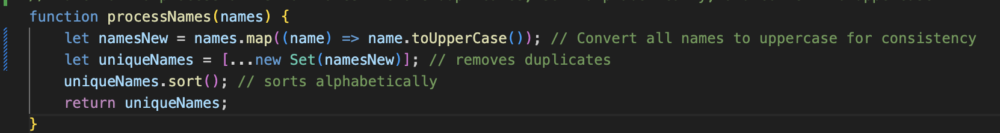 function processNames(names) {
let namesNew = names.map((name) => name.toUpperCase()); // Convert all names to uppercase for consistency
let uniqueNames = [...new Set(namesNew)]; // removes duplicates
uniqueNames.sort(); // sorts alphabetically
return uniqueNames;
}